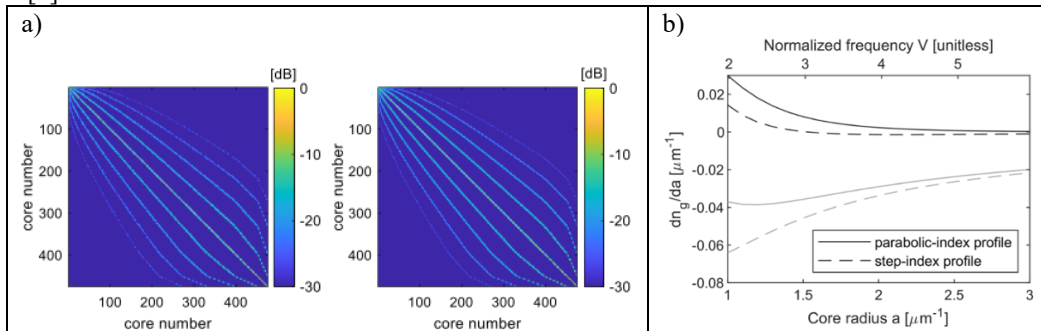 a)
[dB]
0
-10
-20
-30
100
200
300
400
core number
100 200 300 400
core number
[dB]
0
-10
-20
-30
100
200
300
400
core number
100 200 300 400
core number
b)
Normalized frequency V [unitless]
2 3 4 5
0.02
0
-0.02
-0.04
-0.06
-0.08
dng/da [μm-1]
parabolic-index profile
step-index profile
1 1.5 2 2.5 3
Core radius a [μm-1]